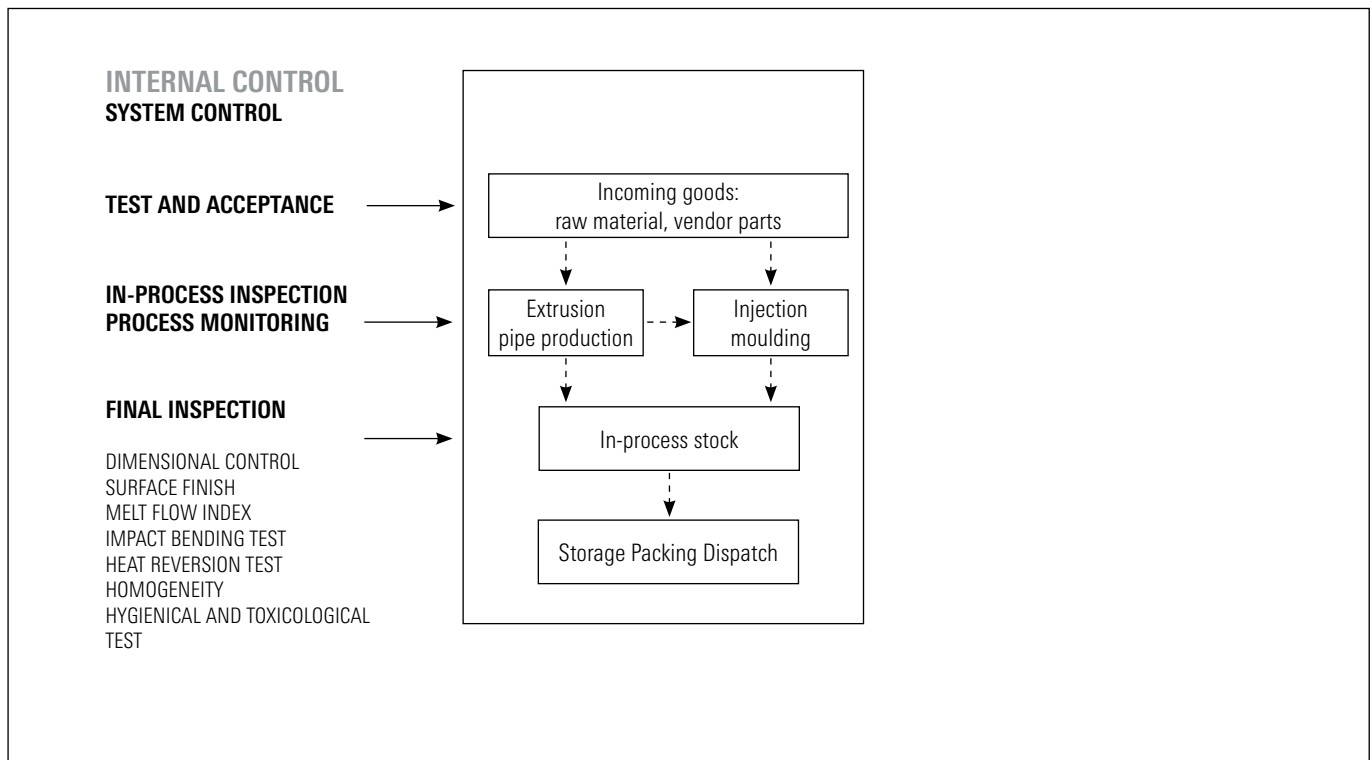 INTERNAL CONTROL
SYSTEM CONTROL
TEST AND ACCEPTANCE
Incoming goods:
raw material, vendor parts
IN-PROCESS INSPECTION
PROCESS MONITORING
Extrusion
pipe production
Injection
moulding
FINAL INSPECTION
In-process stock
DIMENSIONAL CONTROL
SURFACE FINISH
MELT FLOW INDEX
IMPACT BENDING TEST
HEAT REVERSION TEST
HOMOGENEITY
HYGIENICAL AND TOXICOLOGICAL
TEST
Storage Packing Dispatch